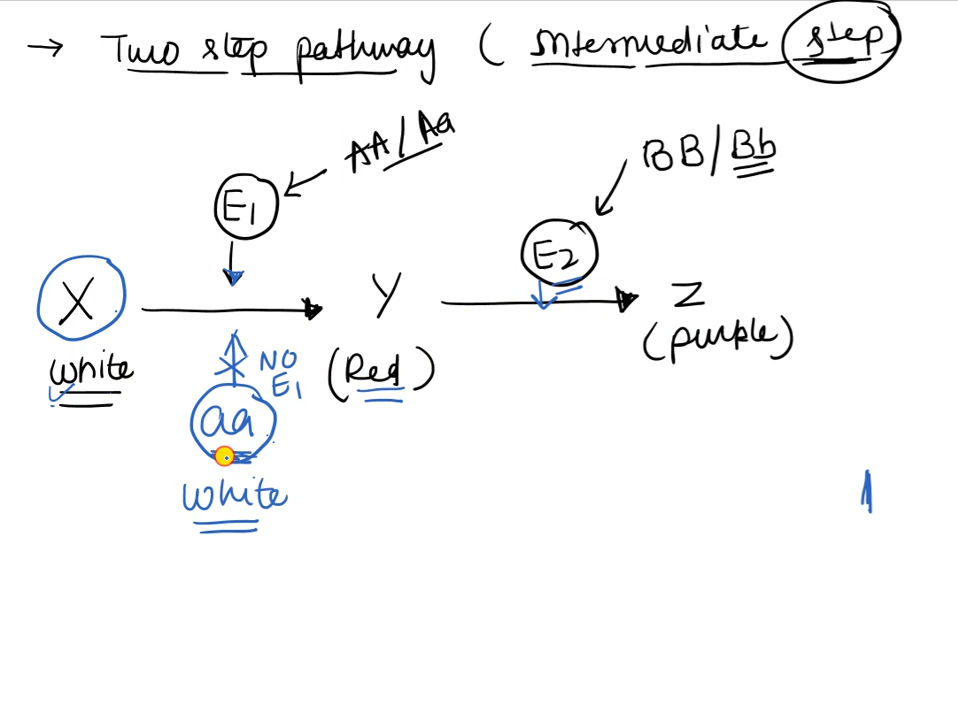 → Two step pathway ( Intermediate step )
AA/Aa
BB/Bb
E1
E2
X
Y
Z
white
(Red)
(purple)
NO
E1
aa
white